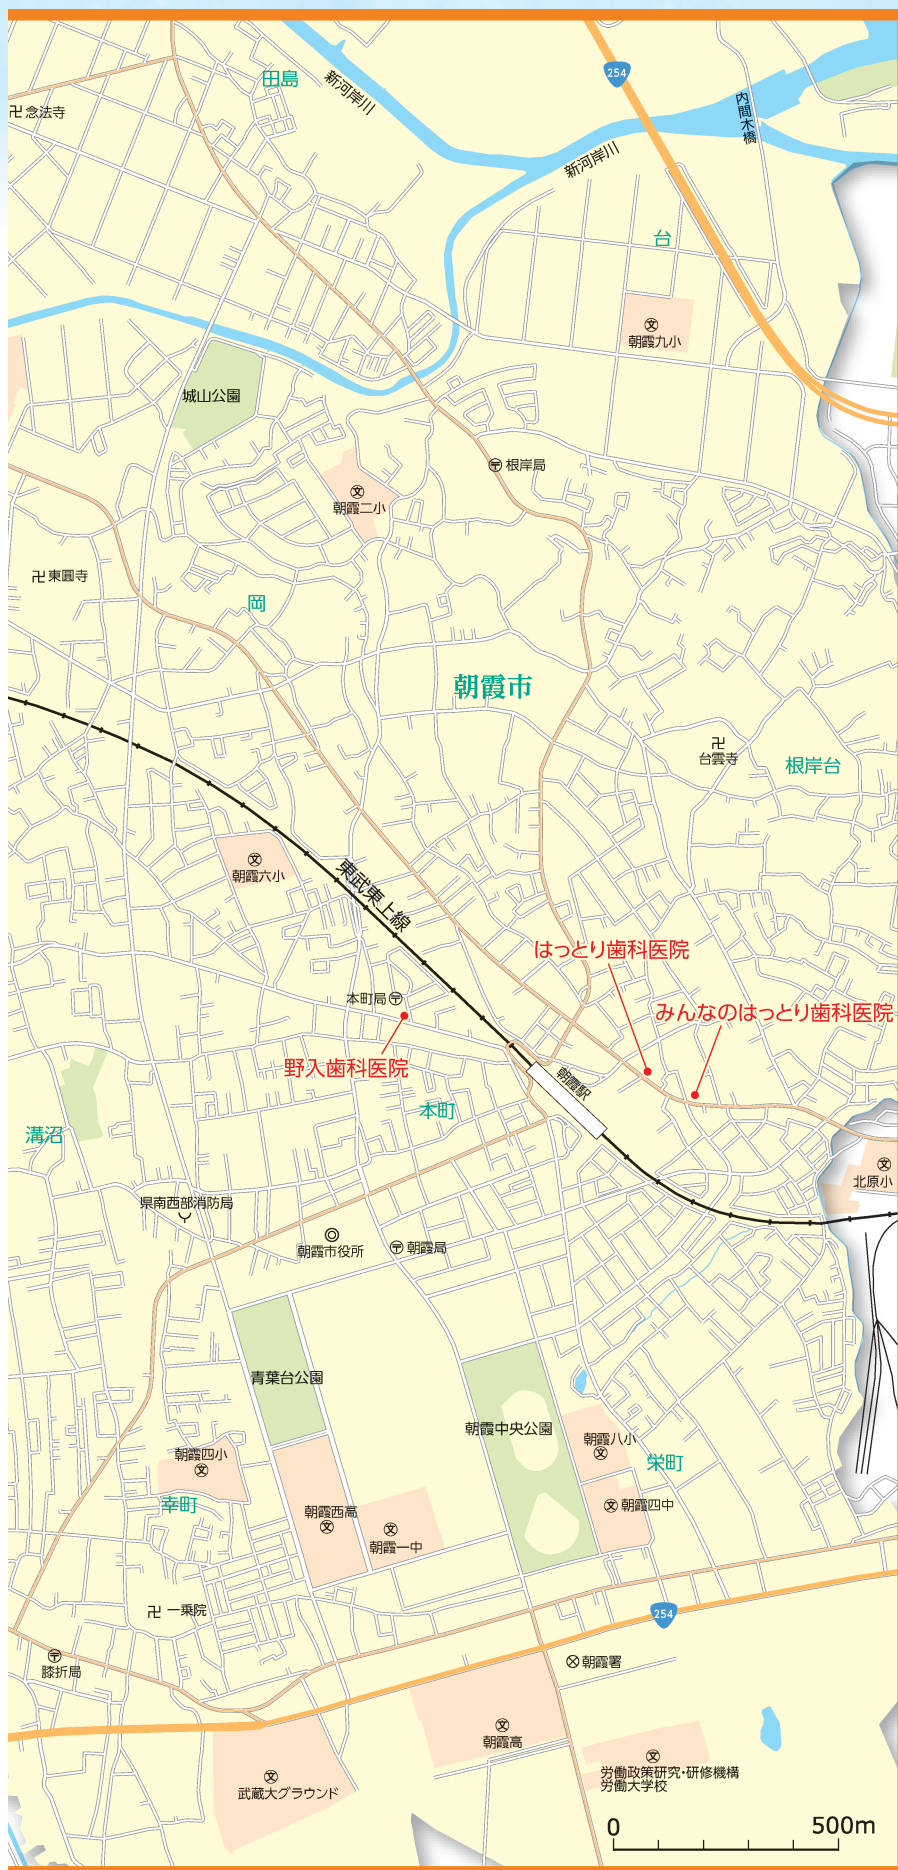 田島
新河岸川
254
内間木橋
卍念法寺
新河岸川
台
朝霞九小
城山公園
根岸局
朝霞二小
卍東圓寺
岡
朝霞市
卍
台雲寺
根岸台
朝霞六小
東武東上線
はっとり歯科医院
本町局
みんなのはっとり歯科医院
野入歯科医院
朝霞駅
本町
溝沼
北原小
県南西部消防局
朝霞市役所
朝霞局
青葉台公園
朝霞中央公園
朝霞八小
朝霞四小
栄町
幸町
朝霞西高
朝霞四中
朝霞一中
卍一乗院
254
膝折局
朝霞署
朝霞高
労働政策研究・研修機構
労働大学校
武蔵大グラウンド
0 500m